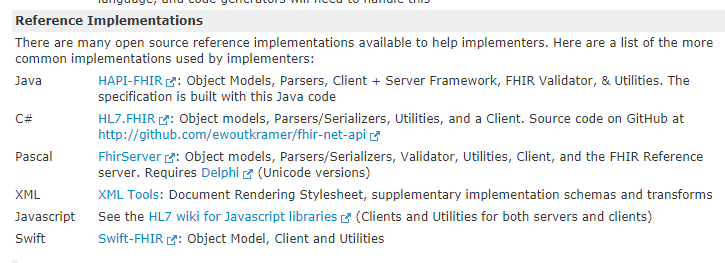 language, and code generators will need to handle this
Reference Implementations
There are many open source reference implementations available to help implementers. Here are a list of the more
common implementations used by implementers:
Java HAPI-FHIR: Object Models, Parsers, Client + Server Framework, FHIR Validator, & Utilities. The
specification is built with this Java code
C# HL7.FHIR: Object models, Parsers/Serializers, Utilities, and a Client. Source code on GitHub at
http://github.com/ewoutkramer/fhir-net-api
Pascal FhirServer: Object models, Parsers/Serializers, Validator, Utilities, Client, and the FHIR Reference
server. Requires Delphi (Unicode versions)
XML XML Tools: Document Rendering Stylesheet, supplementary implementation schemas and transforms
Javascript See the HL7 wiki for Javascript libraries (Clients and Utilities for both servers and clients)
Swift Swift-FHIR: Object Model, Client and Utilities